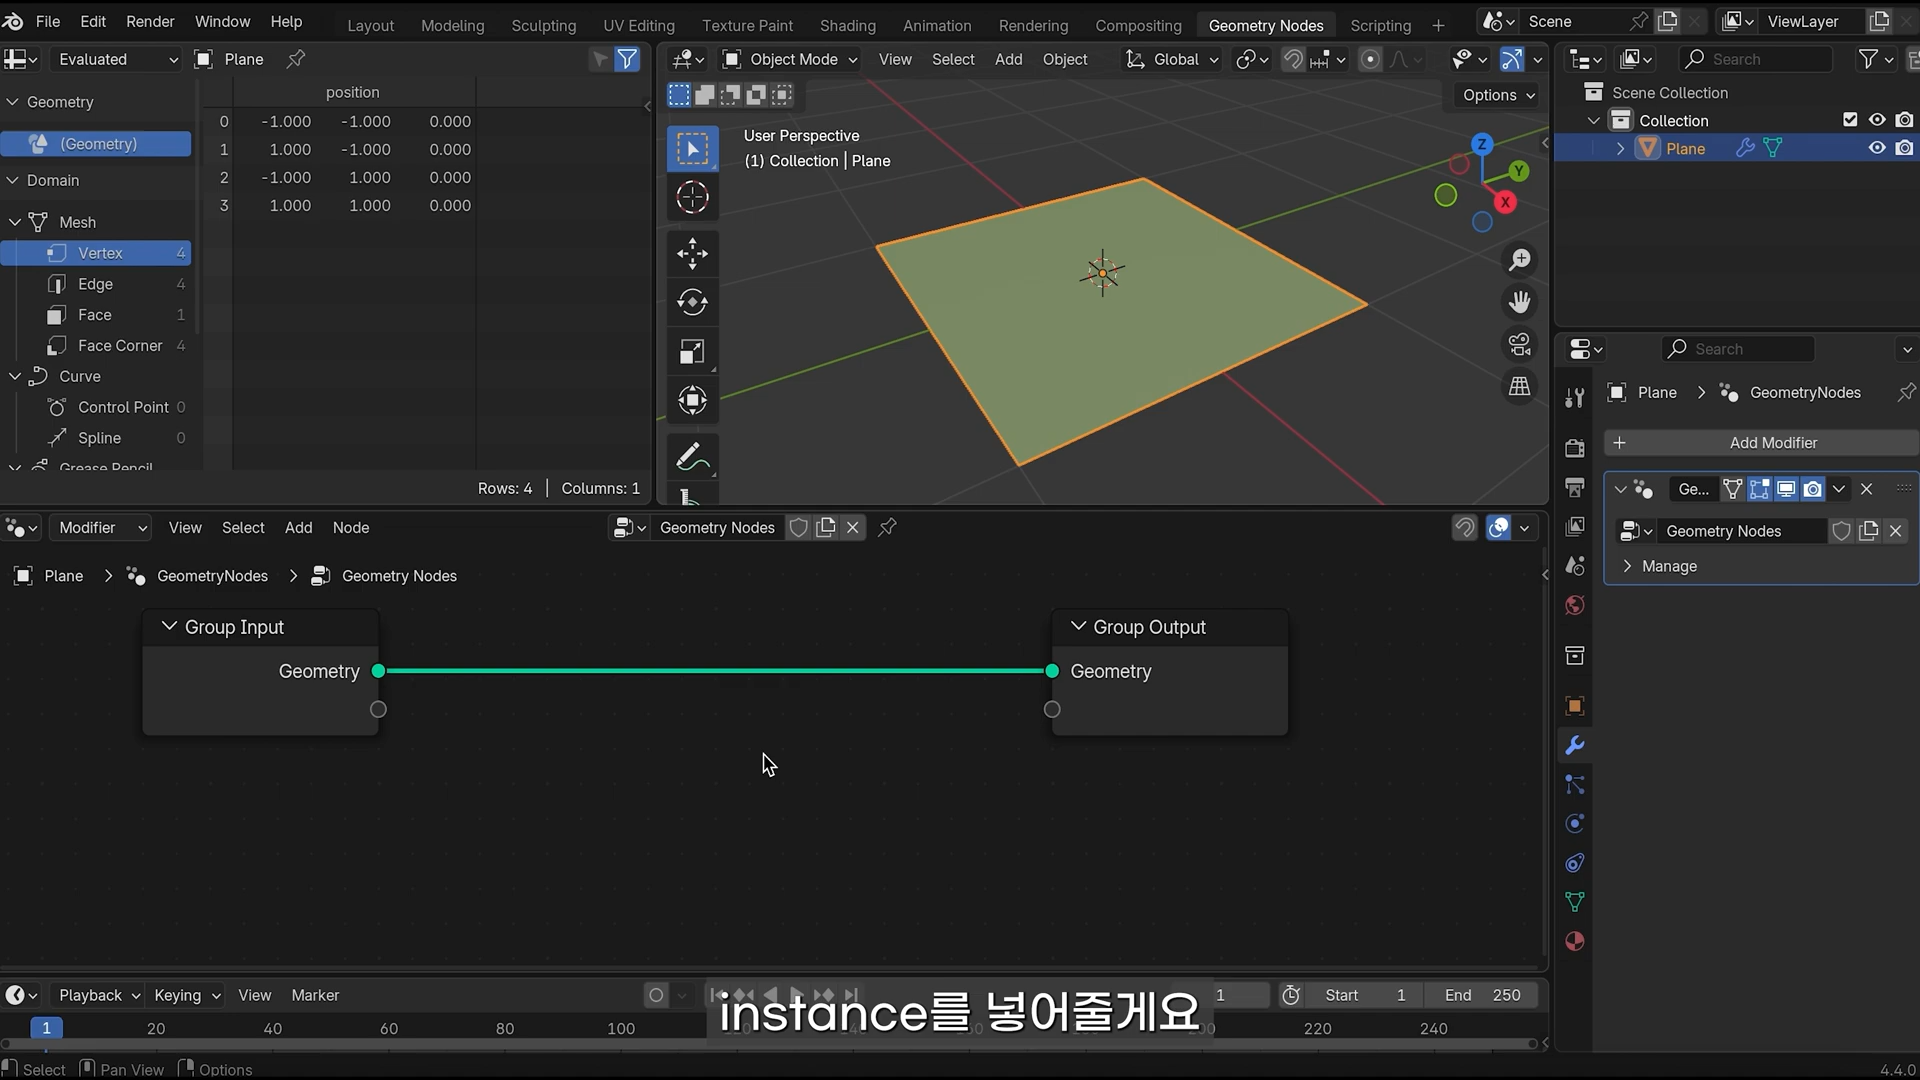 File Edit Render Window Help Layout Modeling Sculpting UV Editing Texture Paint Shading Animation Rendering Compositing Geometry Nodes Scripting + Scene ViewLayer
Evaluated Plane
position
Geometry
(Geometry)
Domain
Mesh
Vertex 4
Edge 4
Face 1
Face Corner 4
Curve
Control Point 0
Spline 0
Grease Pencil
0 -1.000 -1.000 0.000
1 1.000 -1.000 0.000
2 -1.000 1.000 0.000
3 1.000 1.000 0.000
Rows: 4 | Columns: 1
Object Mode View Select Add Object Global
Options
User Perspective
(1) Collection | Plane
Z
Y
X
Search
Scene Collection
Collection
Plane
Search
Plane > GeometryNodes
+ Add Modifier
Ge...
Geometry Nodes
Manage
Modifier View Select Add Node Geometry Nodes
Plane > GeometryNodes > Geometry Nodes
Group Input
Geometry
Group Output
Geometry
Playback Keying View Marker 1 Start 1 End 250
instance를 넣어줄게요
1 20 40 60 80 100 220 240
Select Pan View Options 4.4.0